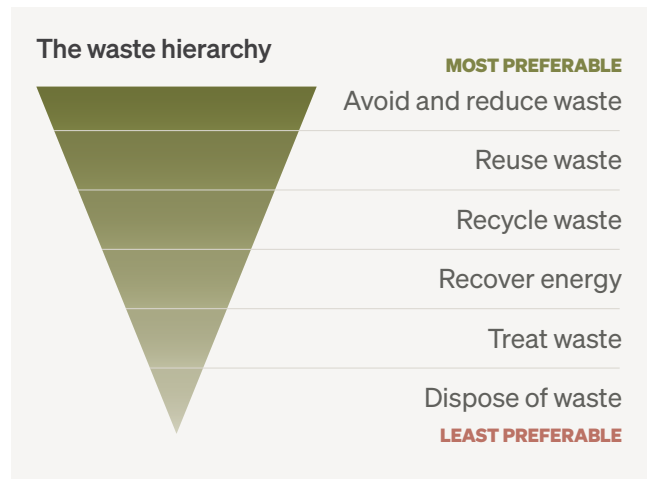 The waste hierarchy
MOST PREFERABLE
Avoid and reduce waste
Reuse waste
Recycle waste
Recover energy
Treat waste
Dispose of waste
LEAST PREFERABLE